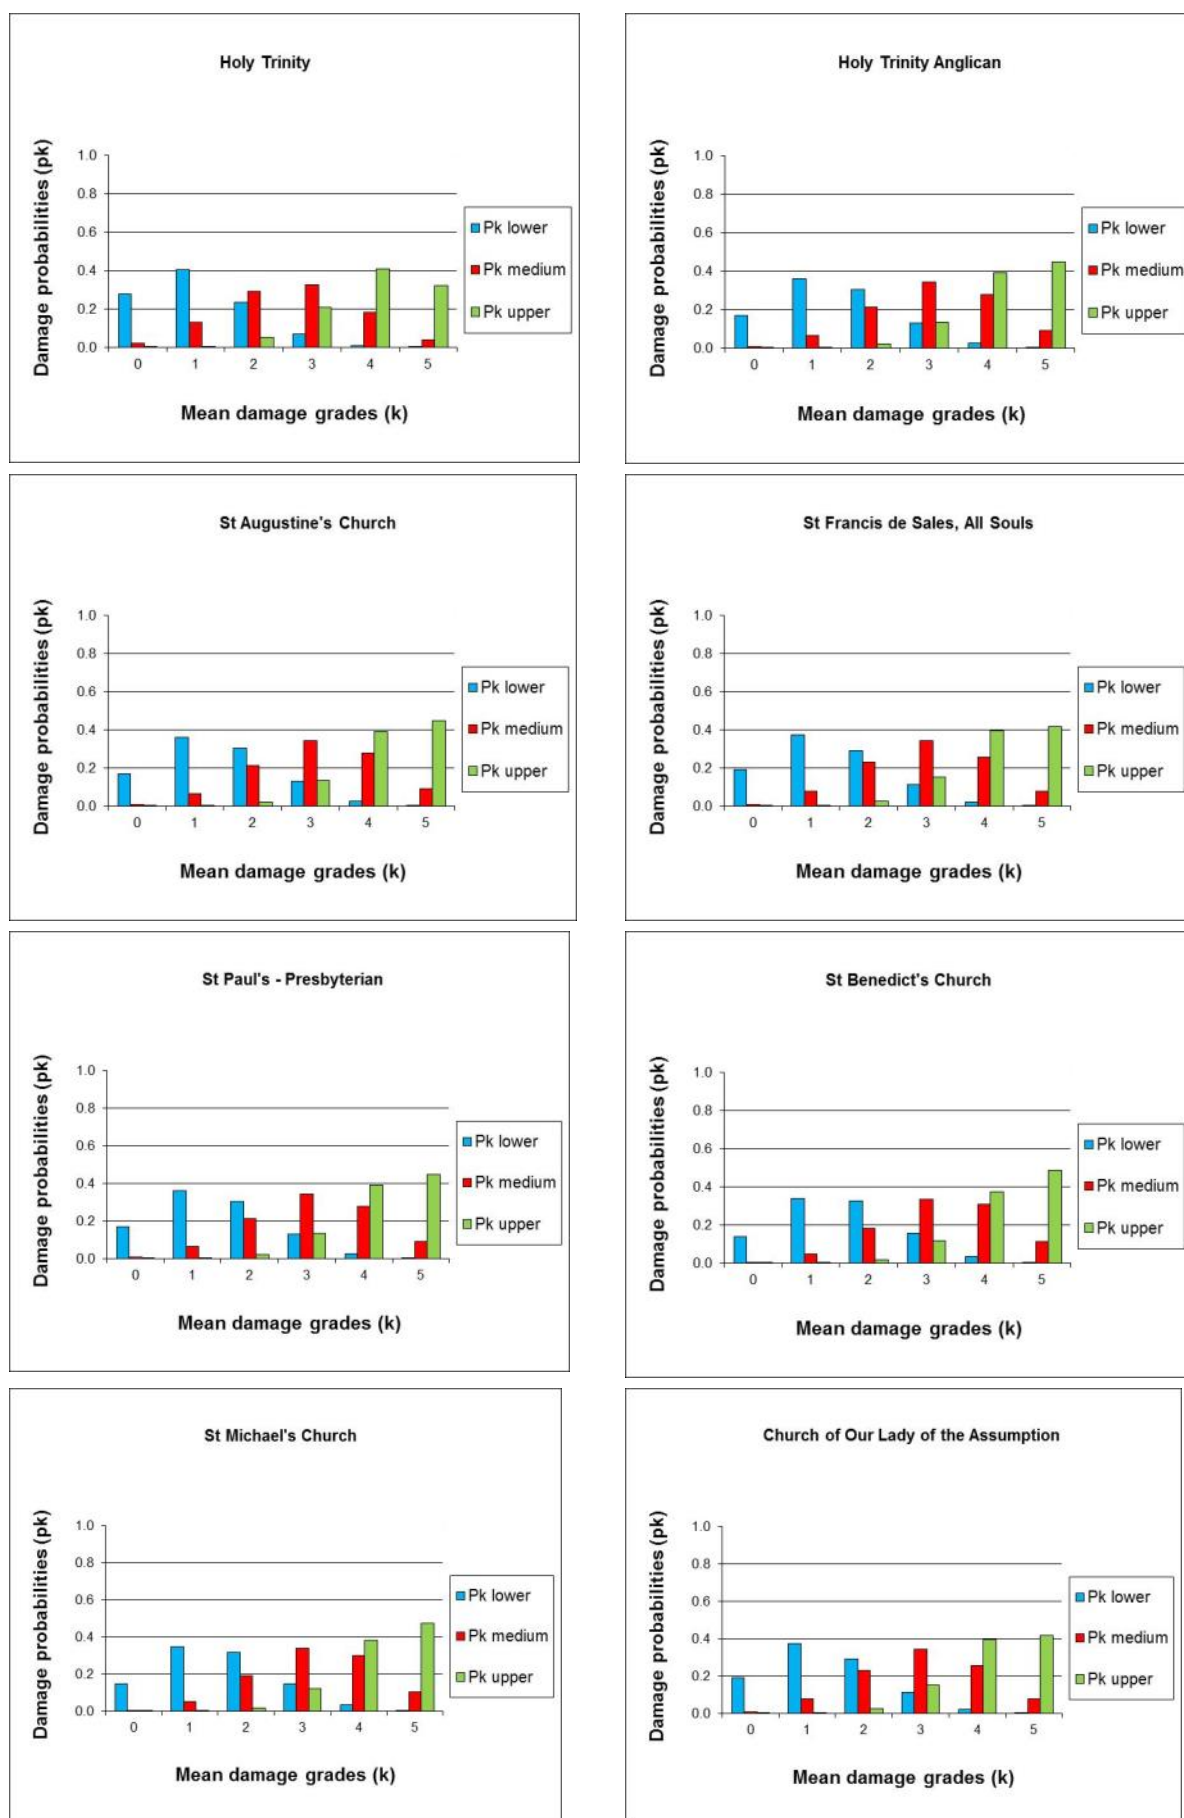 Holy Trinity
Damage probabilities (pk)
1.0
0.8
0.6
0.4
0.2
0.0
0 1 2 3 4 5
Mean damage grades (k)
Pk lower
Pk medium
Pk upper
Holy Trinity Anglican
Damage probabilities (pk)
1.0
0.8
0.6
0.4
0.2
0.0
0 1 2 3 4 5
Mean damage grades (k)
Pk lower
Pk medium
Pk upper
St Augustine's Church
Damage probabilities (pk)
1.0
0.8
0.6
0.4
0.2
0.0
0 1 2 3 4 5
Mean damage grades (k)
Pk lower
Pk medium
Pk upper
St Francis de Sales, All Souls
Damage probabilities (pk)
1.0
0.8
0.6
0.4
0.2
0.0
0 1 2 3 4 5
Mean damage grades (k)
Pk lower
Pk medium
Pk upper
St Paul's - Presbyterian
Damage probabilities (pk)
1.0
0.8
0.6
0.4
0.2
0.0
0 1 2 3 4 5
Mean damage grades (k)
Pk lower
Pk medium
Pk upper
St Benedict's Church
Damage probabilities (pk)
1.0
0.8
0.6
0.4
0.2
0.0
0 1 2 3 4 5
Mean damage grades (k)
Pk lower
Pk medium
Pk upper
St Michael's Church
Damage probabilities (pk)
1.0
0.8
0.6
0.4
0.2
0.0
0 1 2 3 4 5
Mean damage grades (k)
Pk lower
Pk medium
Pk upper
Church of Our Lady of the Assumption
Damage probabilities (pk)
1.0
0.8
0.6
0.4
0.2
0.0
0 1 2 3 4 5
Mean damage grades (k)
Pk lower
Pk medium
Pk upper